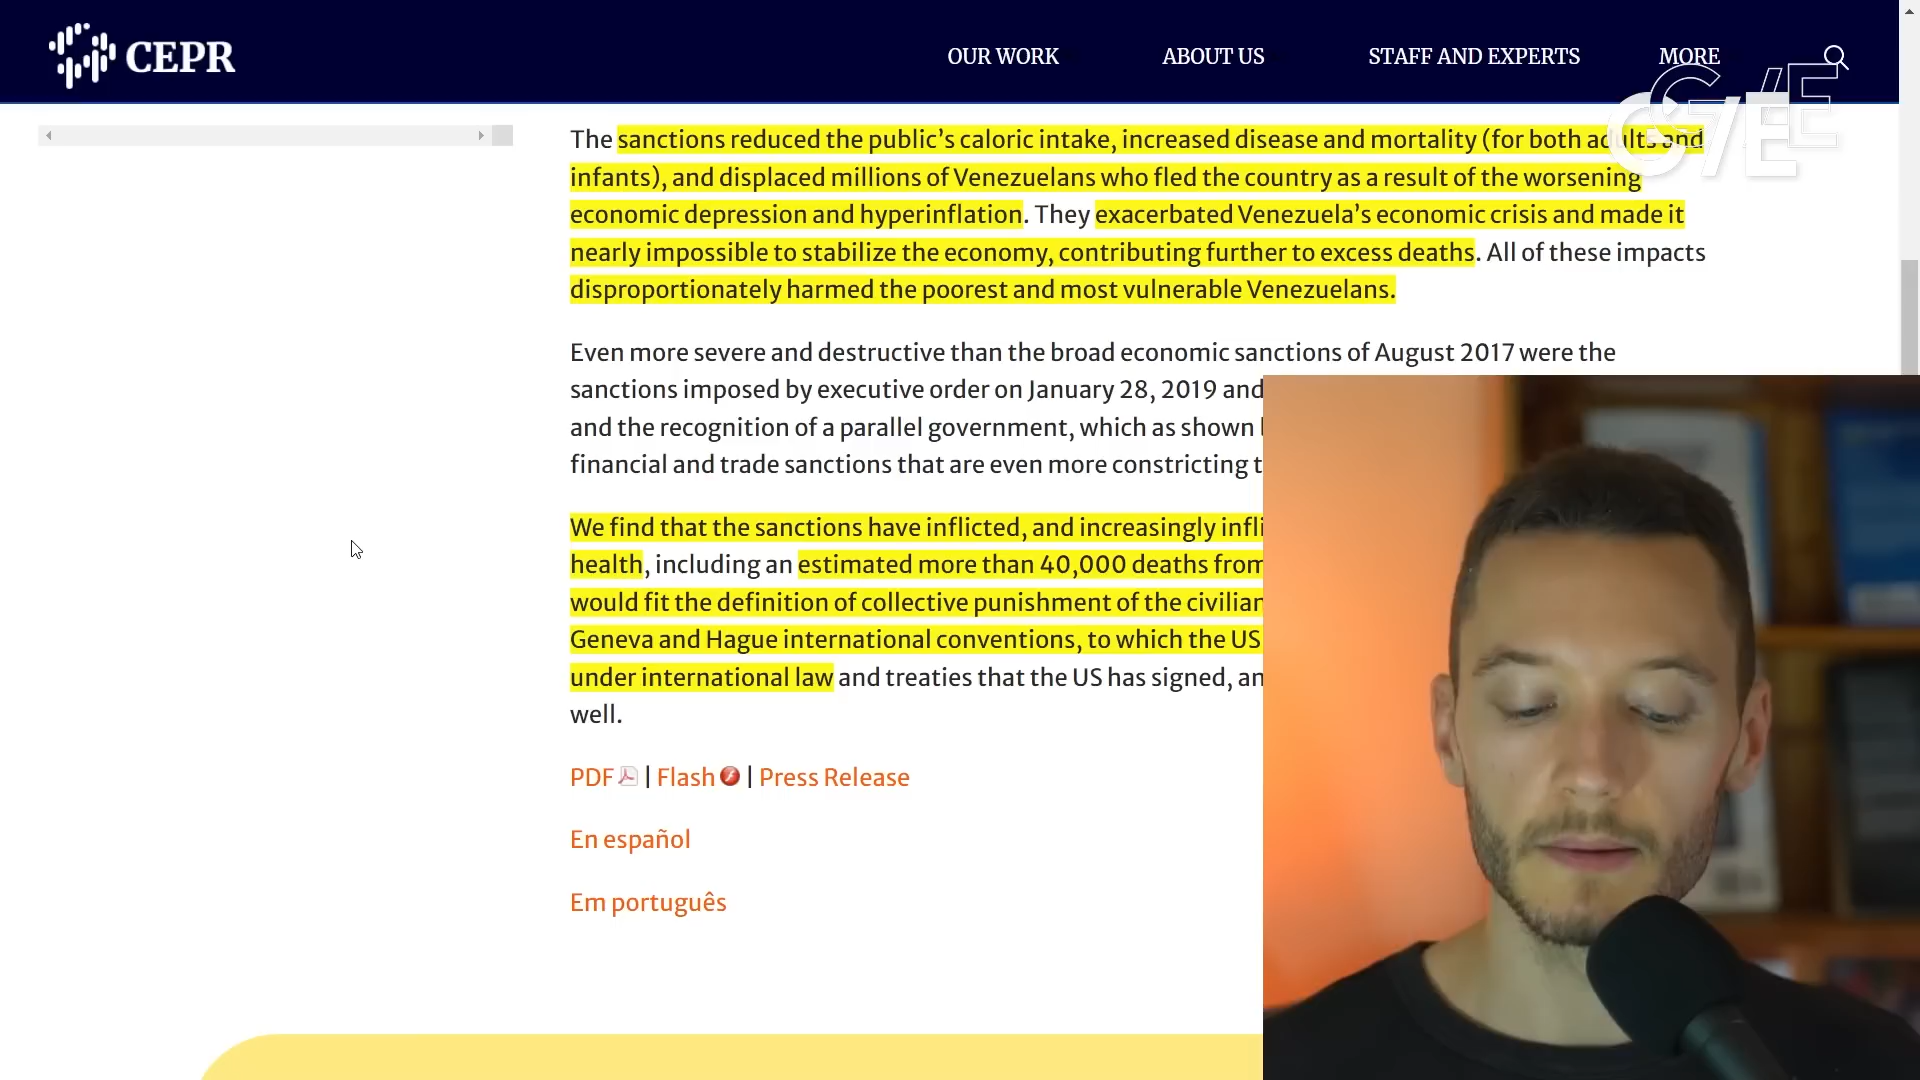 CEPR
OUR WORK
ABOUT US
STAFF AND EXPERTS
MORE
The sanctions reduced the public’s caloric intake, increased disease and mortality (for both adults and
infants), and displaced millions of Venezuelans who fled the country as a result of the worsening
economic depression and hyperinflation. They exacerbated Venezuela’s economic crisis and made it
nearly impossible to stabilize the economy, contributing further to excess deaths. All of these impacts
disproportionately harmed the poorest and most vulnerable Venezuelans.
Even more severe and destructive than the broad economic sanctions of August 2017 were the
sanctions imposed by executive order on January 28, 2019 and
and the recognition of a parallel government, which as shown
financial and trade sanctions that are even more constricting
We find that the sanctions have inflicted, and increasingly
health, including an estimated more than 40,000 deaths from
would fit the definition of collective punishment of the civilian
Geneva and Hague international conventions, to which the US
under international law and treaties that the US has signed,
well.
PDF | Flash | Press Release
En español
Em português